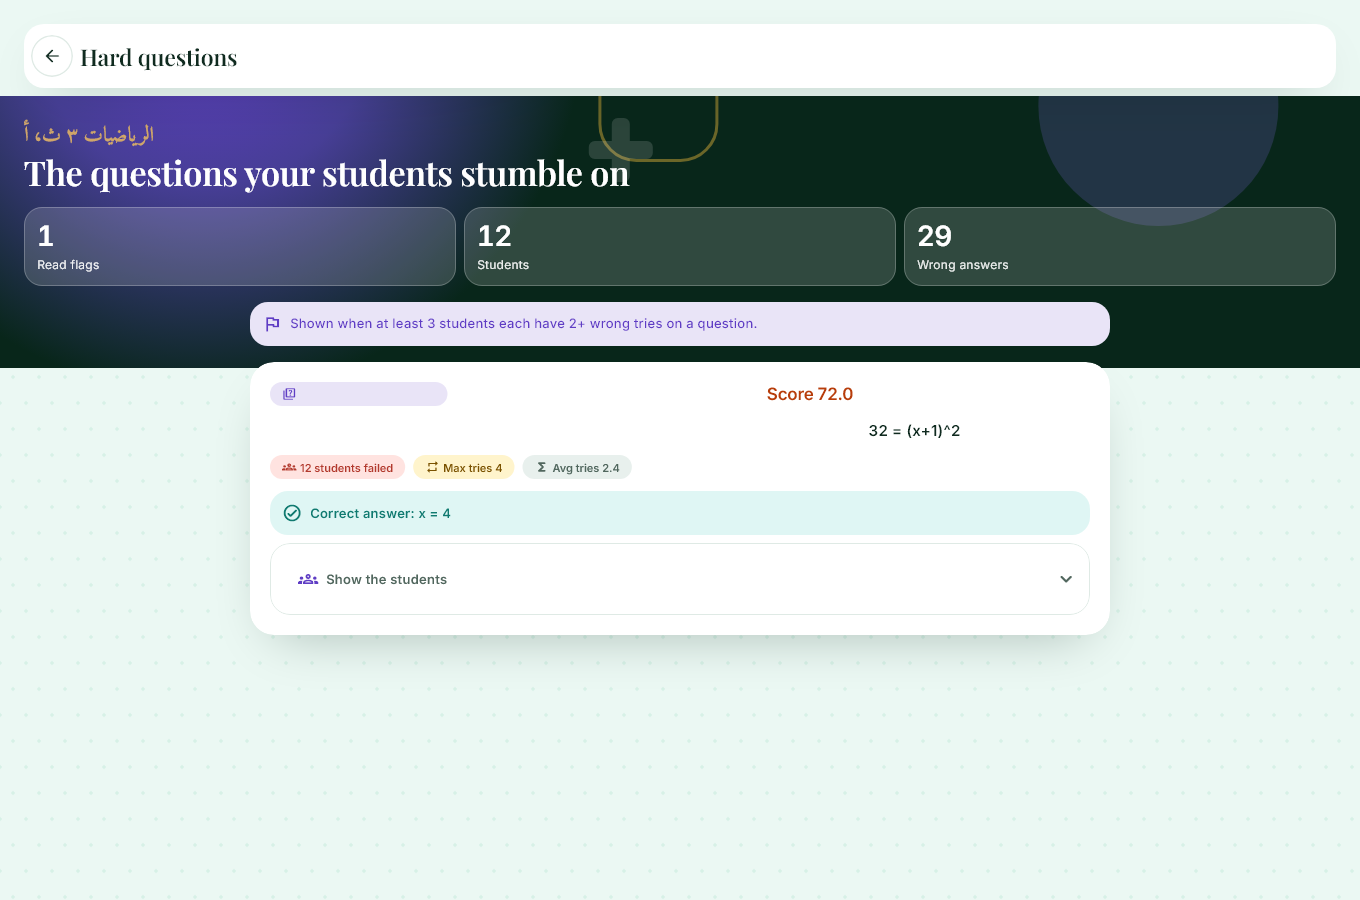 Hard questions
الرياضيات ٣ ث، أ
The questions your students stumble on
1
Read flags
12
Students
29
Wrong answers
Shown when at least 3 students each have 2+ wrong tries on a question.
Score 72.0
32 = (x+1)^2
12 students failed
Max tries 4
Avg tries 2.4
Correct answer: x = 4
Show the students